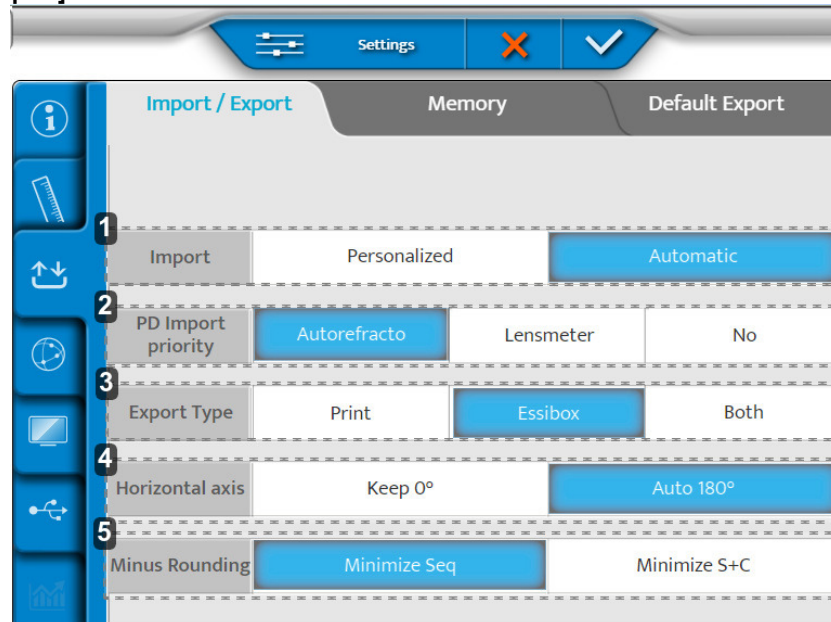 Settings
Import / Export Memory Default Export
1
Import Personalized Automatic
2
PD Import priority Autorefracto Lensmeter No
3
Export Type Print Essibox Both
4
Horizontal axis Keep 0° Auto 180°
5
Minus Rounding Minimize Seq Minimize S+C